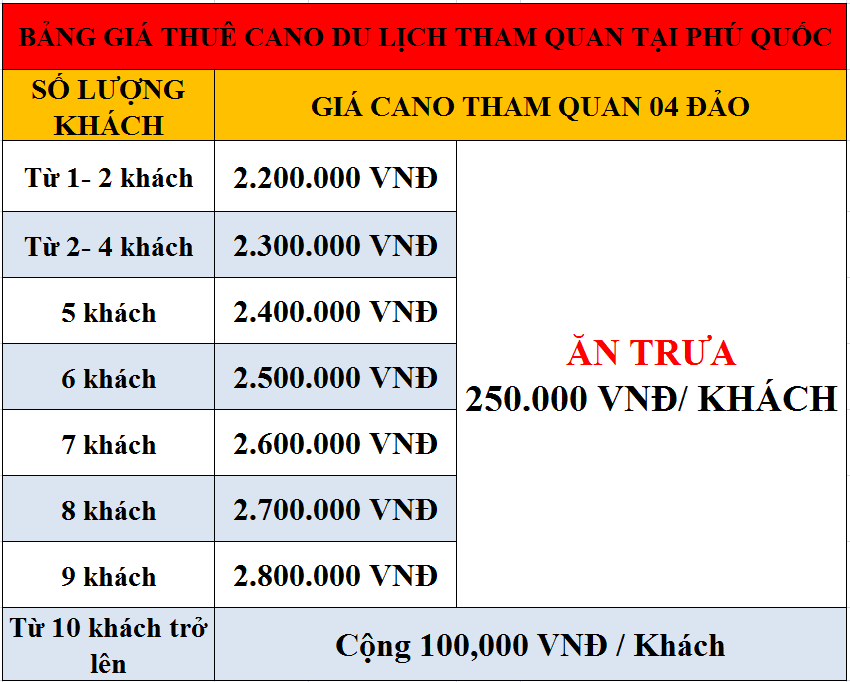 BẢNG GIÁ THUÊ CANO DU LỊCH THAM QUAN TẠI PHÚ QUỐC
SỐ LƯỢNG
KHÁCH
GIÁ CANO THAM QUAN 04 ĐẢO
Từ 1- 2 khách
2.200.000 VNĐ
Từ 2- 4 khách
2.300.000 VNĐ
5 khách
2.400.000 VNĐ
6 khách
2.500.000 VNĐ
7 khách
2.600.000 VNĐ
8 khách
2.700.000 VNĐ
9 khách
2.800.000 VNĐ
ĂN TRƯA
250.000 VNĐ/ KHÁCH
Từ 10 khách trở
lên
Cộng 100,000 VNĐ / Khách